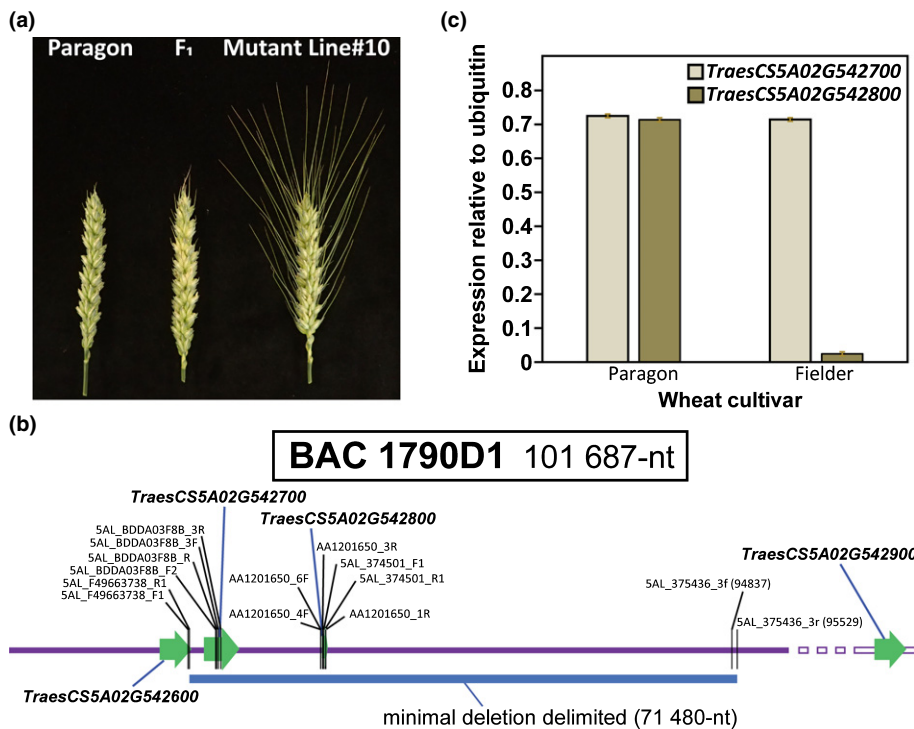 (a)
Paragon F₁ Mutant Line#10
(c)
Expression relative to ubiquitin
0.8
0.7
0.6
0.5
0.4
0.3
0.2
0.1
0
TraesCS5A02G542700
TraesCS5A02G542800
Paragon Fielder
Wheat cultivar
(b)
BAC 1790D1 101 687-nt
TraesCS5A02G542700
TraesCS5A02G542800
TraesCS5A02G542900
5AL_BDDA03F8B_3R
5AL_BDDA03F8B_3F
5AL_BDDA03F8B_R
5AL_BDDA03F8B_F2
5AL_F49663738_R1
5AL_F49663738_F1
AA1201650_6F
AA1201650_4F
AA1201650_3R
5AL_374501_F1
5AL_374501_R1
AA1201650_1R
5AL_375436_3f (94837)
5AL_375436_3r (95529)
TraesCS5A02G542600
minimal deletion delimited (71 480-nt)